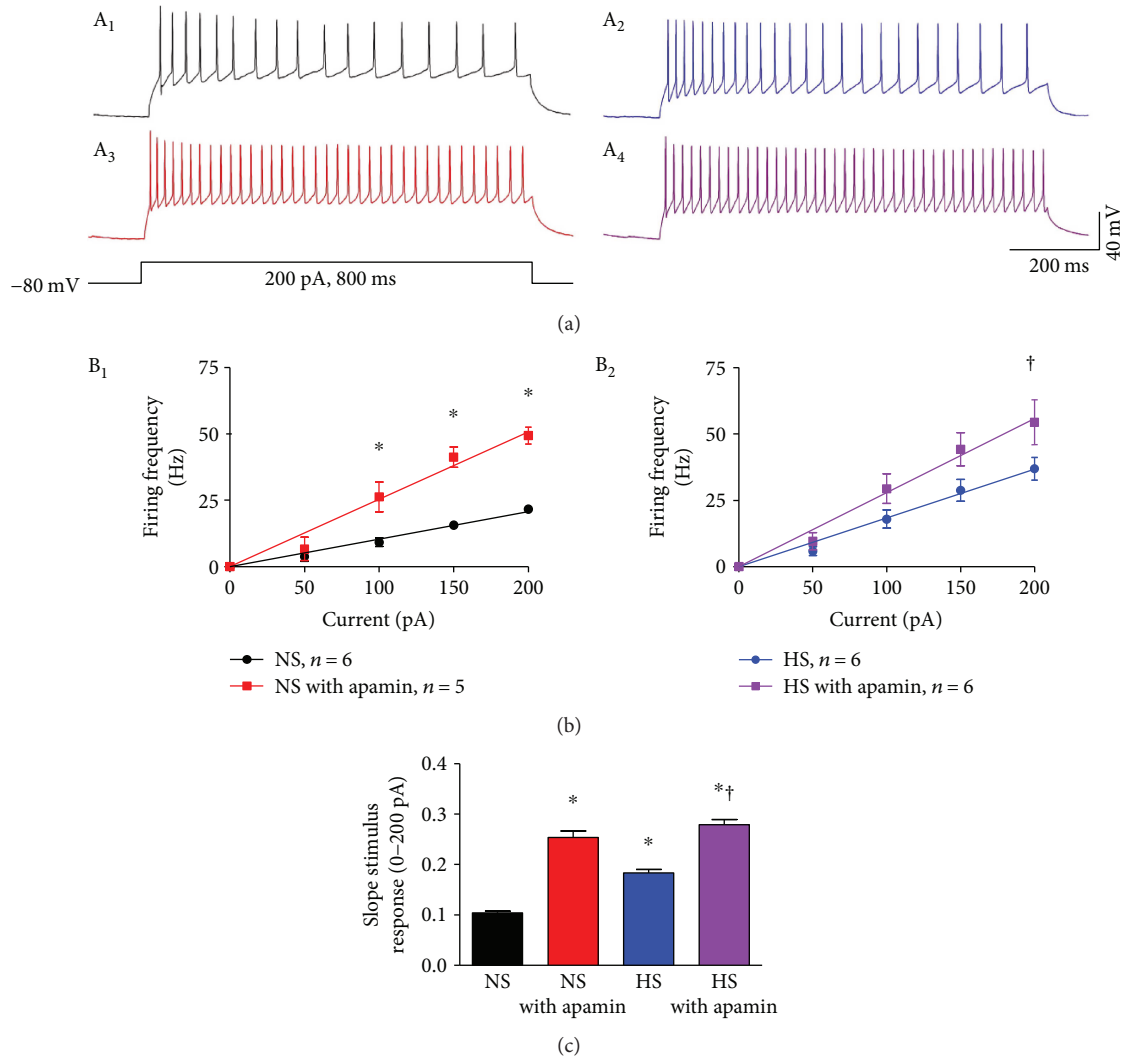 A1
A2
A3
A4
−80 mV
200 pA, 800 ms
40 mV
200 ms
(a)
B1
75
50
25
0
Firing frequency
(Hz)
*
*
*
0
50
100
150
200
Current (pA)
NS, n = 6
NS with apamin, n = 5
B2
75
50
25
0
Firing frequency
(Hz)
†
0
50
100
150
200
Current (pA)
HS, n = 6
HS with apamin, n = 6
(b)
0.4
0.3
0.2
0.1
0.0
Slope stimulus
response (0–200 pA)
*
*
*†
NS
NS
with apamin
HS
HS
with apamin
(c)